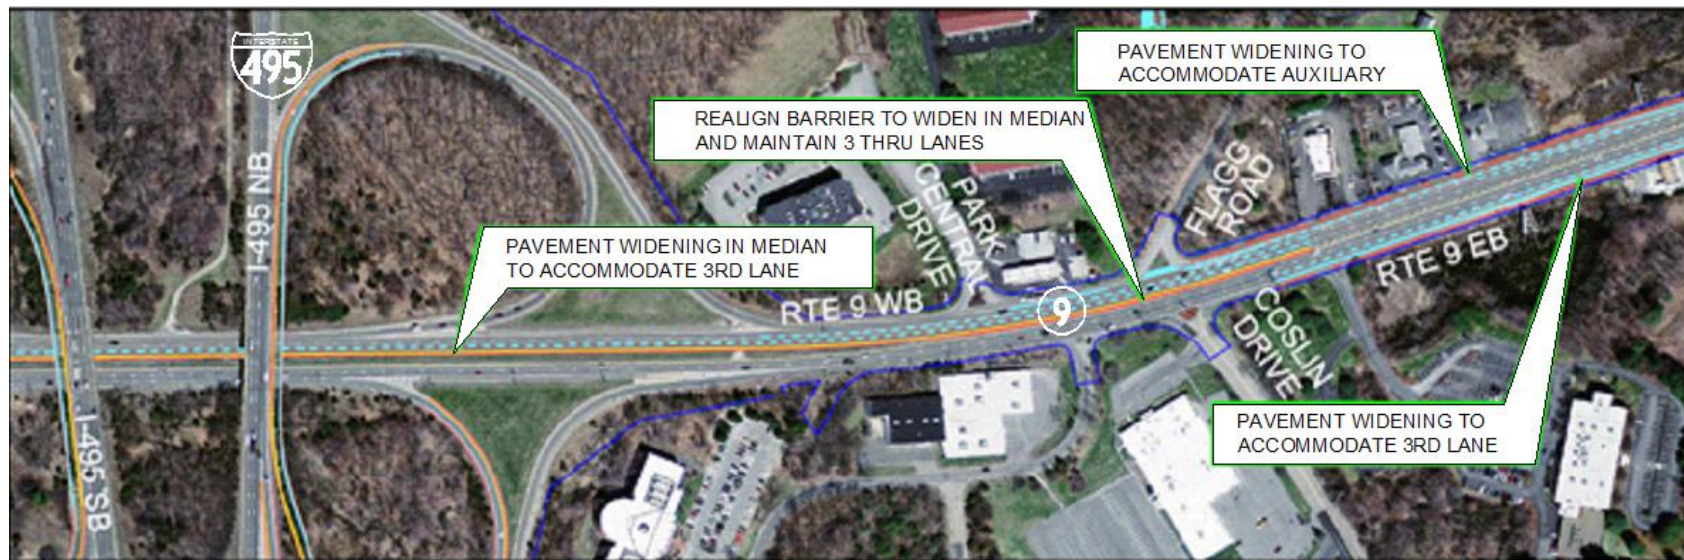 INTERSTATE
495
PAVEMENT WIDENING TO
ACCOMMODATE AUXILIARY
REALIGN BARRIER TO WIDEN IN MEDIAN
AND MAINTAIN 3 THRU LANES
FLAGG
ROAD
PARK
CENTRAL
DRIVE
I-495 NB
PAVEMENT WIDENING IN MEDIAN
TO ACCOMMODATE 3RD LANE
RTE 9 WB
9
RTE 9 EB
COSLIN
DRIVE
I-495 SB
PAVEMENT WIDENING TO
ACCOMMODATE 3RD LANE